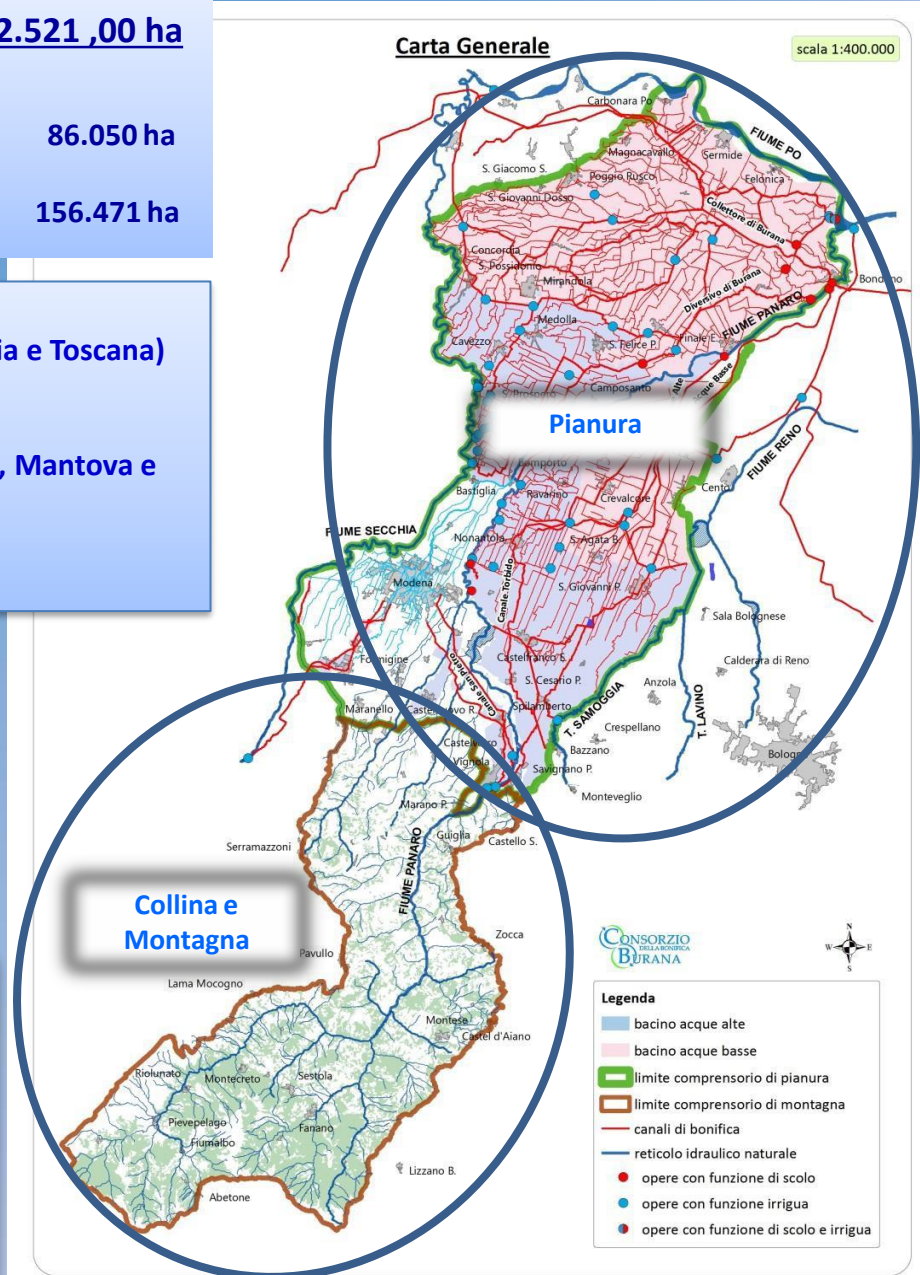 2.521 ,00 ha
86.050 ha
156.471 ha
ia e Toscana)
, Mantova e
Carta Generale
scala 1:400.000
Carbonara Po
FIUME PO
Magnacavallo
Sermide
S. Giacomo S.
Poggio Rusco
Felonica
S. Giovanni Dosso
Collettore di Burana
Concordia
S. Possidonio
Mirandola
Bondeno
Diversivo di Burana
Medolla
FIUME PANARO
Cavezzo
S. Felice P.
Finale E.
Acque Basse
Alte
S. Prospero
Camposanto
Pianura
FIUME RENO
Bomporto
Bastiglia
Ravarino
Crevalcore
Cento
FIUME SECCHIA
Nonantola
S. Agata B.
Modena
Canale Torbido
S. Giovanni P.
Sala Bolognese
Calderara di Reno
Formigine
Castelfranco
Canale San Pietro
S. Cesario P.
Anzola
T. LAVINO
Maranello
Castelnuovo R.
Spilamberto
T. SAMOGGIA
Crespellano
Bologna
Castelvetro
Bazzano
Vignola
Savignano P.
Marano P.
Monteveglio
Guiglia
Castello S.
Serramazzoni
FIUME PANARO
Collina e
Montagna
Zocca
Pavullo
Lama Mocogno
Montese
Castel d'Aiano
Riolunato
Montecreto
Sestola
Pievepelago
Fanano
Fiumalbo
Lizzano B.
Abetone
CONSORZIO
DELLA BONIFICA
BURANA
N
W E
S
Legenda
bacino acque alte
bacino acque basse
limite comprensorio di pianura
limite comprensorio di montagna
canali di bonifica
reticolo idraulico naturale
opere con funzione di scolo
opere con funzione irrigua
opere con funzione di scolo e irrigua